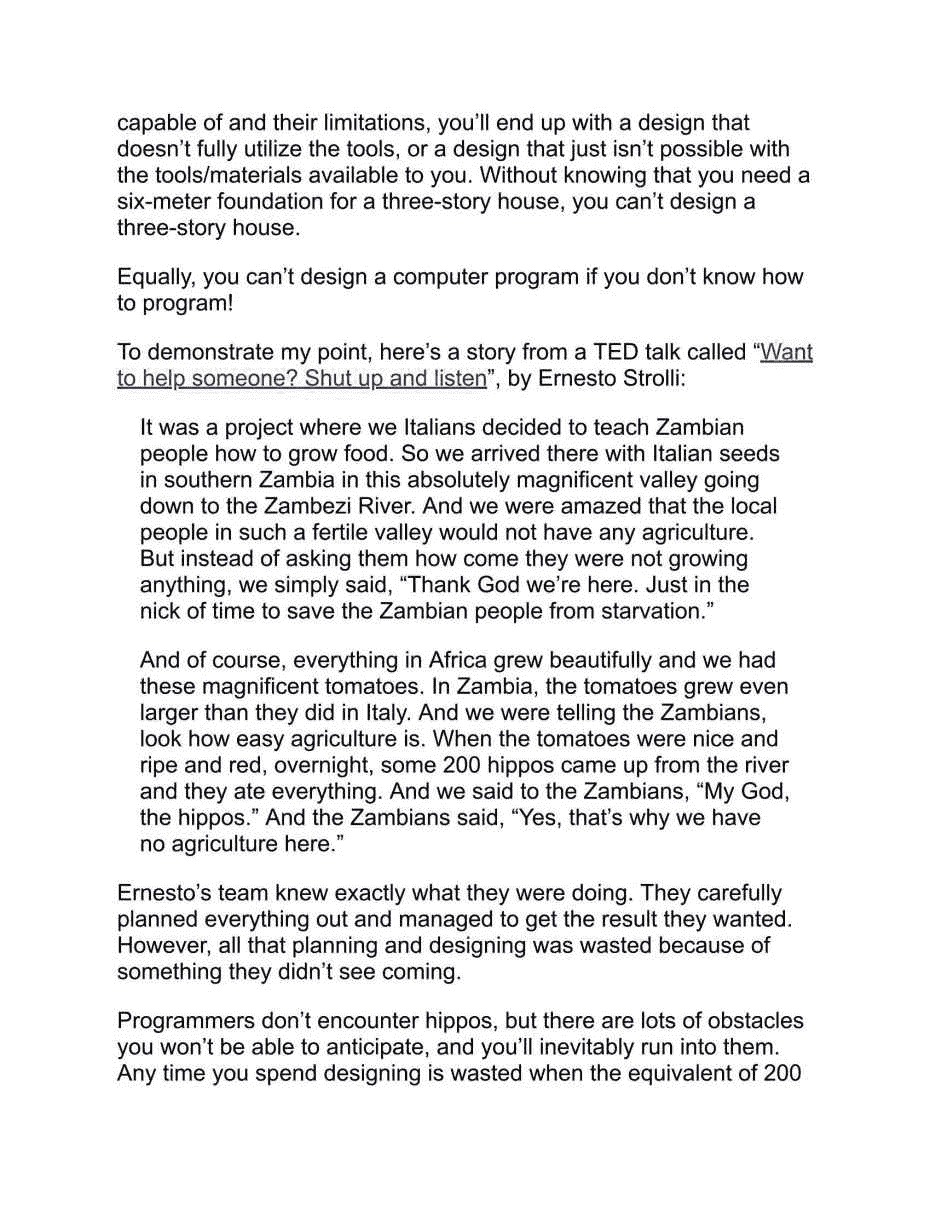 capable of and their limitations, you’ll end up with a design that
doesn’t fully utilize the tools, or a design that just isn’t possible with
the tools/materials available to you. Without knowing that you need a
six-meter foundation for a three-story house, you can’t design a
three-story house.
Equally, you can’t design a computer program if you don’t know how
to program!
To demonstrate my point, here’s a story from a TED talk called “Want
to help someone? Shut up and listen”, by Ernesto Strolli:
It was a project where we Italians decided to teach Zambian
people how to grow food. So we arrived there with Italian seeds
in southern Zambia in this absolutely magnificent valley going
down to the Zambezi River. And we were amazed that the local
people in such a fertile valley would not have any agriculture.
But instead of asking them how come they were not growing
anything, we simply said, “Thank God we’re here. Just in the
nick of time to save the Zambian people from starvation.”
And of course, everything in Africa grew beautifully and we had
these magnificent tomatoes. In Zambia, the tomatoes grew even
larger than they did in Italy. And we were telling the Zambians,
look how easy agriculture is. When the tomatoes were nice and
ripe and red, overnight, some 200 hippos came up from the river
and they ate everything. And we said to the Zambians, “My God,
the hippos.” And the Zambians said, “Yes, that’s why we have
no agriculture here.”
Ernesto’s team knew exactly what they were doing. They carefully
planned everything out and managed to get the result they wanted.
However, all that planning and designing was wasted because of
something they didn’t see coming.
Programmers don’t encounter hippos, but there are lots of obstacles
you won’t be able to anticipate, and you’ll inevitably run into them.
Any time you spend designing is wasted when the equivalent of 200